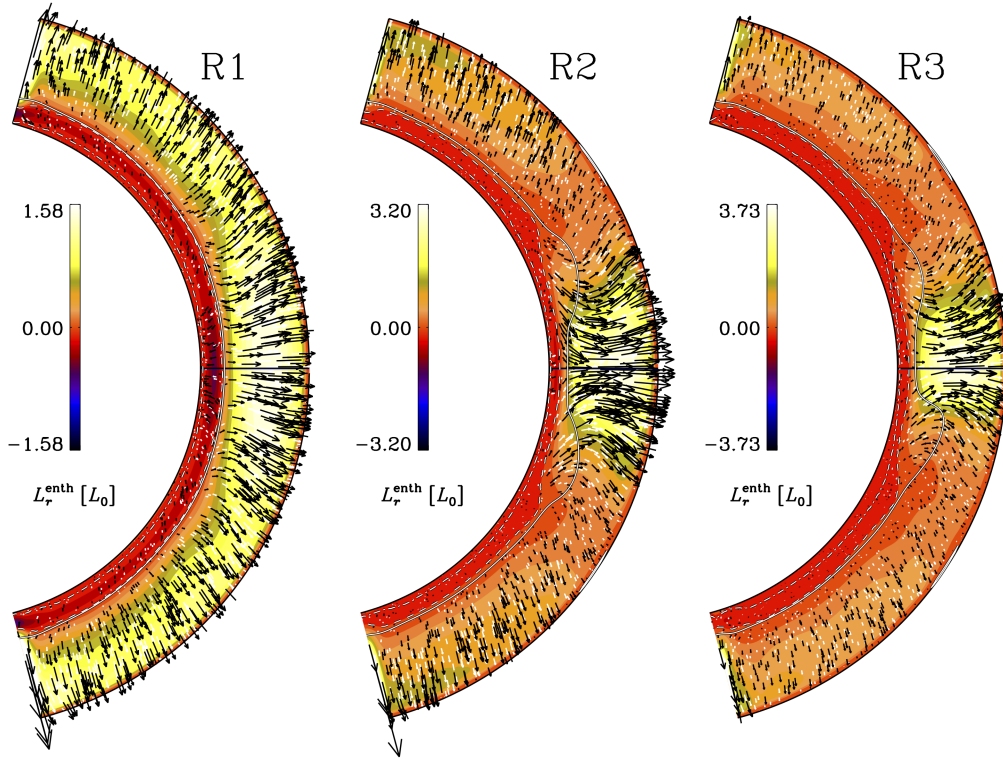 R1
R2
R3
1.58
0.00
−1.58
L_r^enth [L_0]
3.20
0.00
−3.20
L_r^enth [L_0]
3.73
0.00
−3.73
L_r^enth [L_0]